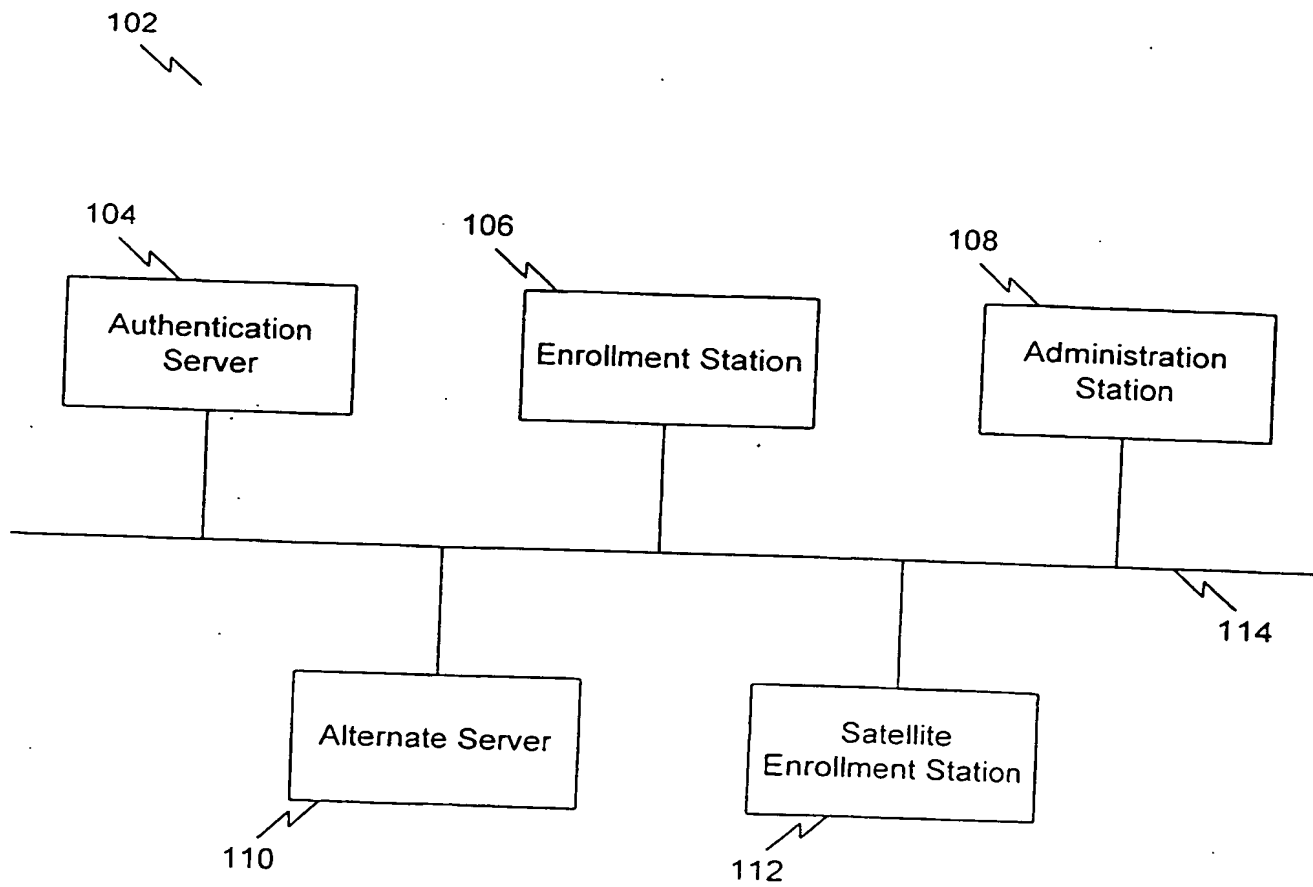 102
104
106
108
Authentication
Server
Enrollment Station
Administration
Station
114
Alternate Server
Satellite
Enrollment Station
110
112